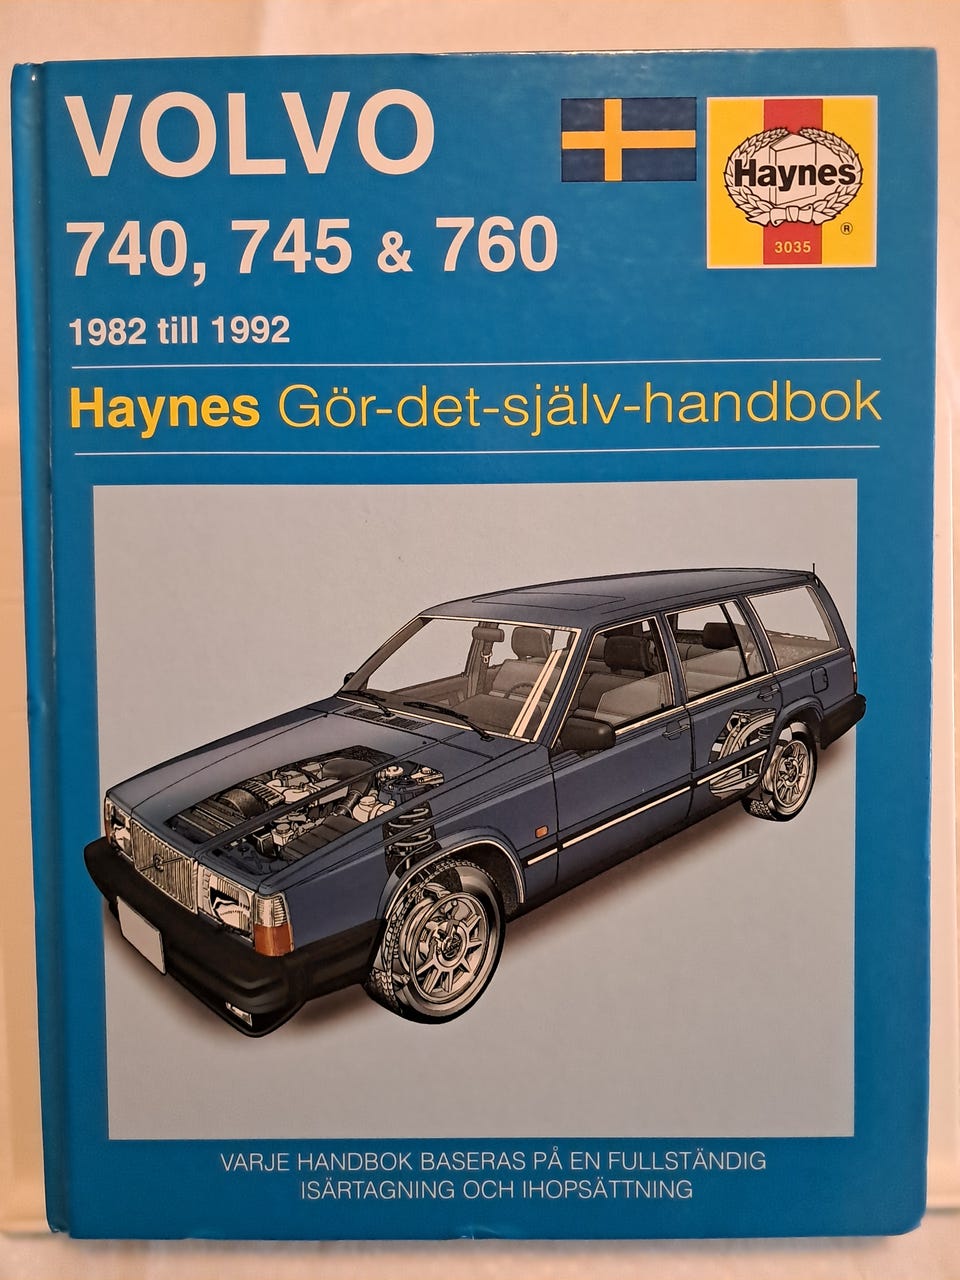 VOLVO
Haynes
®
3035
740, 745 & 760
1982 till 1992
Haynes Gör-det-själv-handbok
VARJE HANDBOK BASERAS PÅ EN FULLSTÄNDIG
ISÄRTAGNING OCH IHOPSÄTTNING